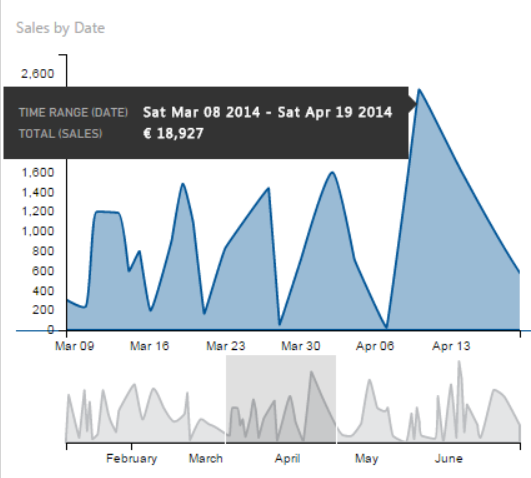 Sales by Date
2,600
TIME RANGE (DATE) Sat Mar 08 2014 - Sat Apr 19 2014
TOTAL (SALES) € 18,927
1,600
1,400
1,200
1,000
800
600
400
200
0
Mar 09 Mar 16 Mar 23 Mar 30 Apr 06 Apr 13
February March April May June